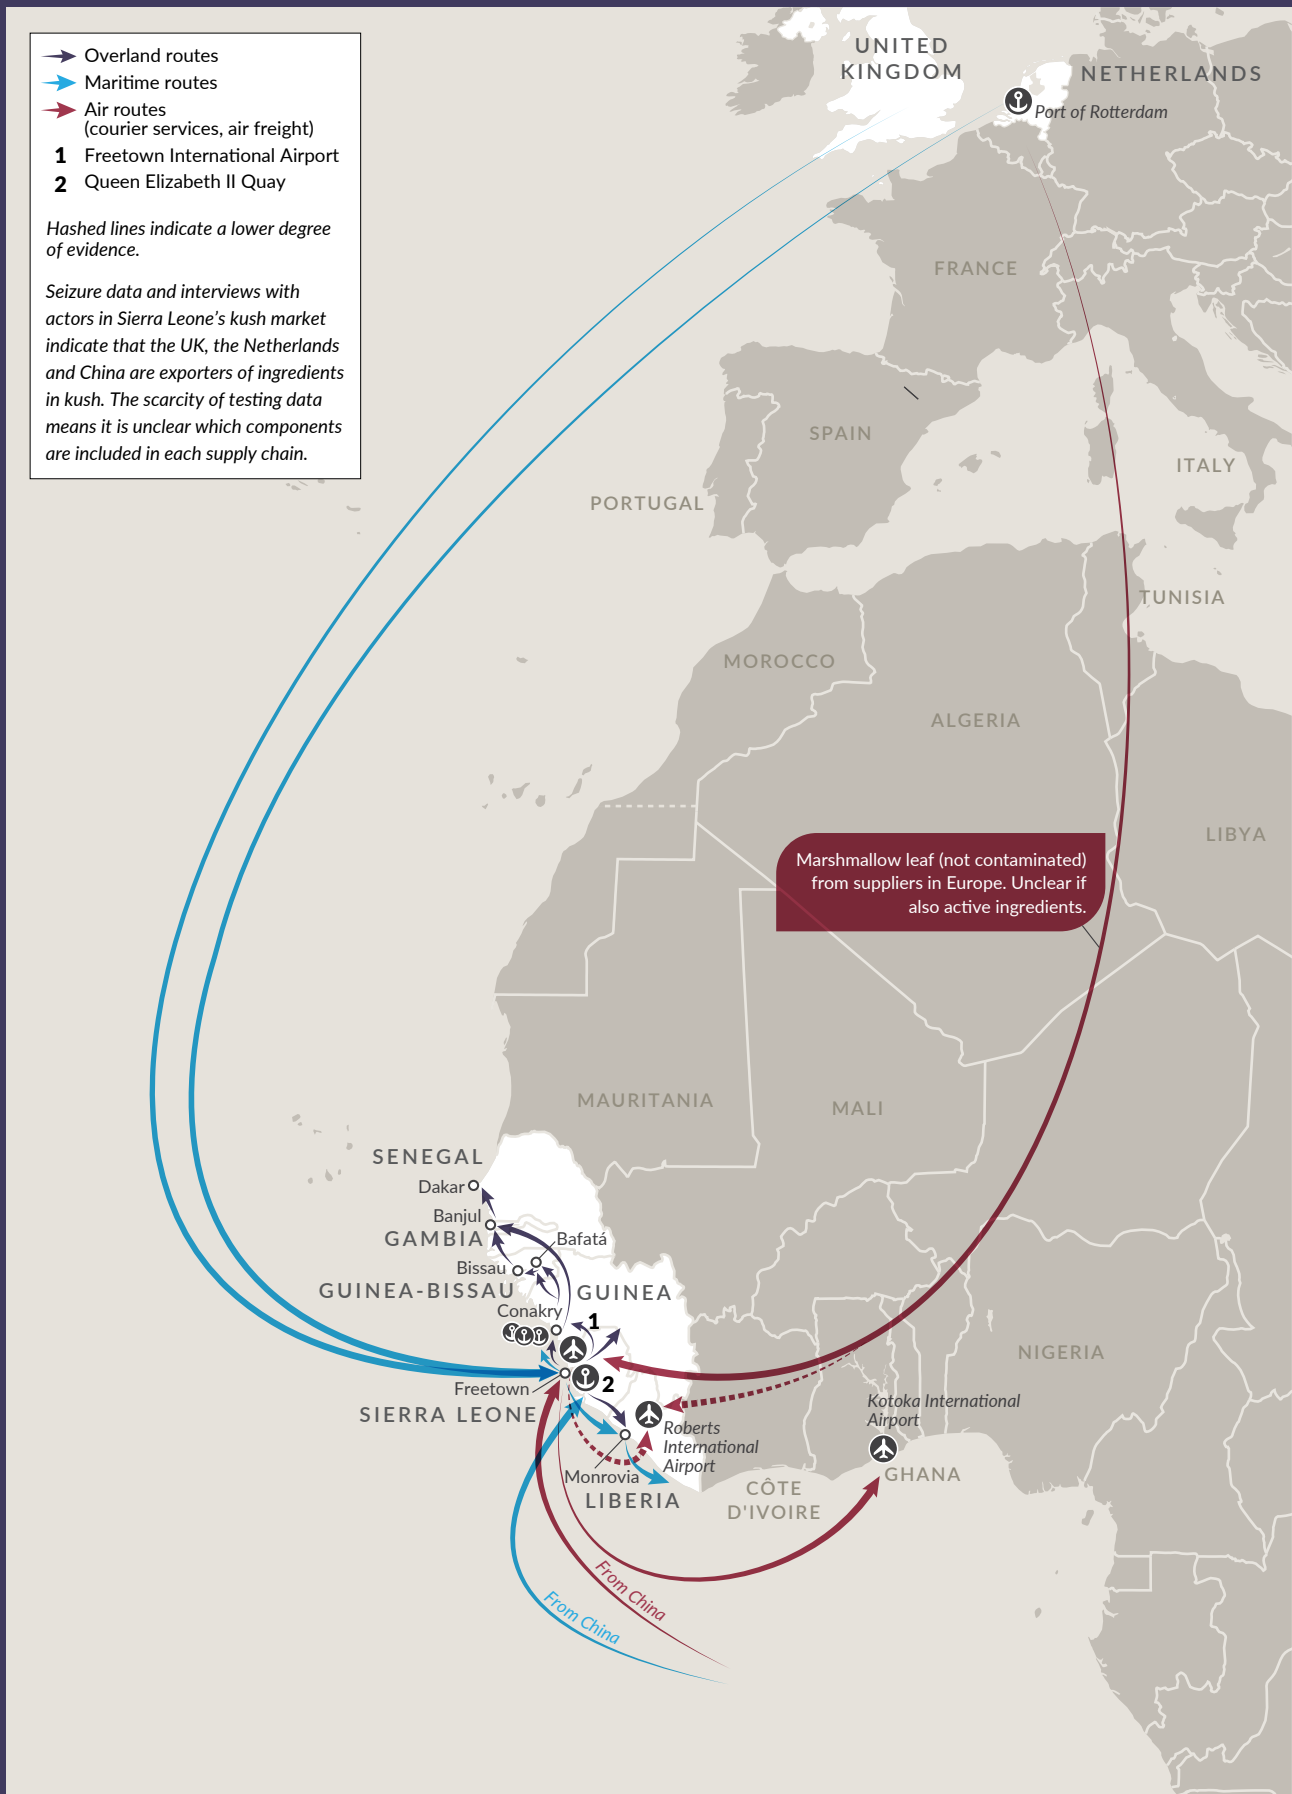 Overland routes
Maritime routes
Air routes
(courier services, air freight)
1 Freetown International Airport
2 Queen Elizabeth II Quay
Hashed lines indicate a lower degree
of evidence.
Seizure data and interviews with
actors in Sierra Leone’s kush market
indicate that the UK, the Netherlands
and China are exporters of ingredients
in kush. The scarcity of testing data
means it is unclear which components
are included in each supply chain.
UNITED
KINGDOM
NETHERLANDS
Port of Rotterdam
FRANCE
SPAIN
ITALY
PORTUGAL
TUNISIA
MOROCCO
ALGERIA
LIBYA
Marshmallow leaf (not contaminated)
from suppliers in Europe. Unclear if
also active ingredients.
MAURITANIA
MALI
SENEGAL
Dakar
Banjul
GAMBIA
Bafatá
Bissau
GUINEA-BISSAU
GUINEA
Conakry
1
NIGERIA
2
Freetown
SIERRA LEONE
Kotoka International
Airport
Roberts
International
Airport
Monrovia
LIBERIA
GHANA
CÔTE
D'IVOIRE
From China
From China